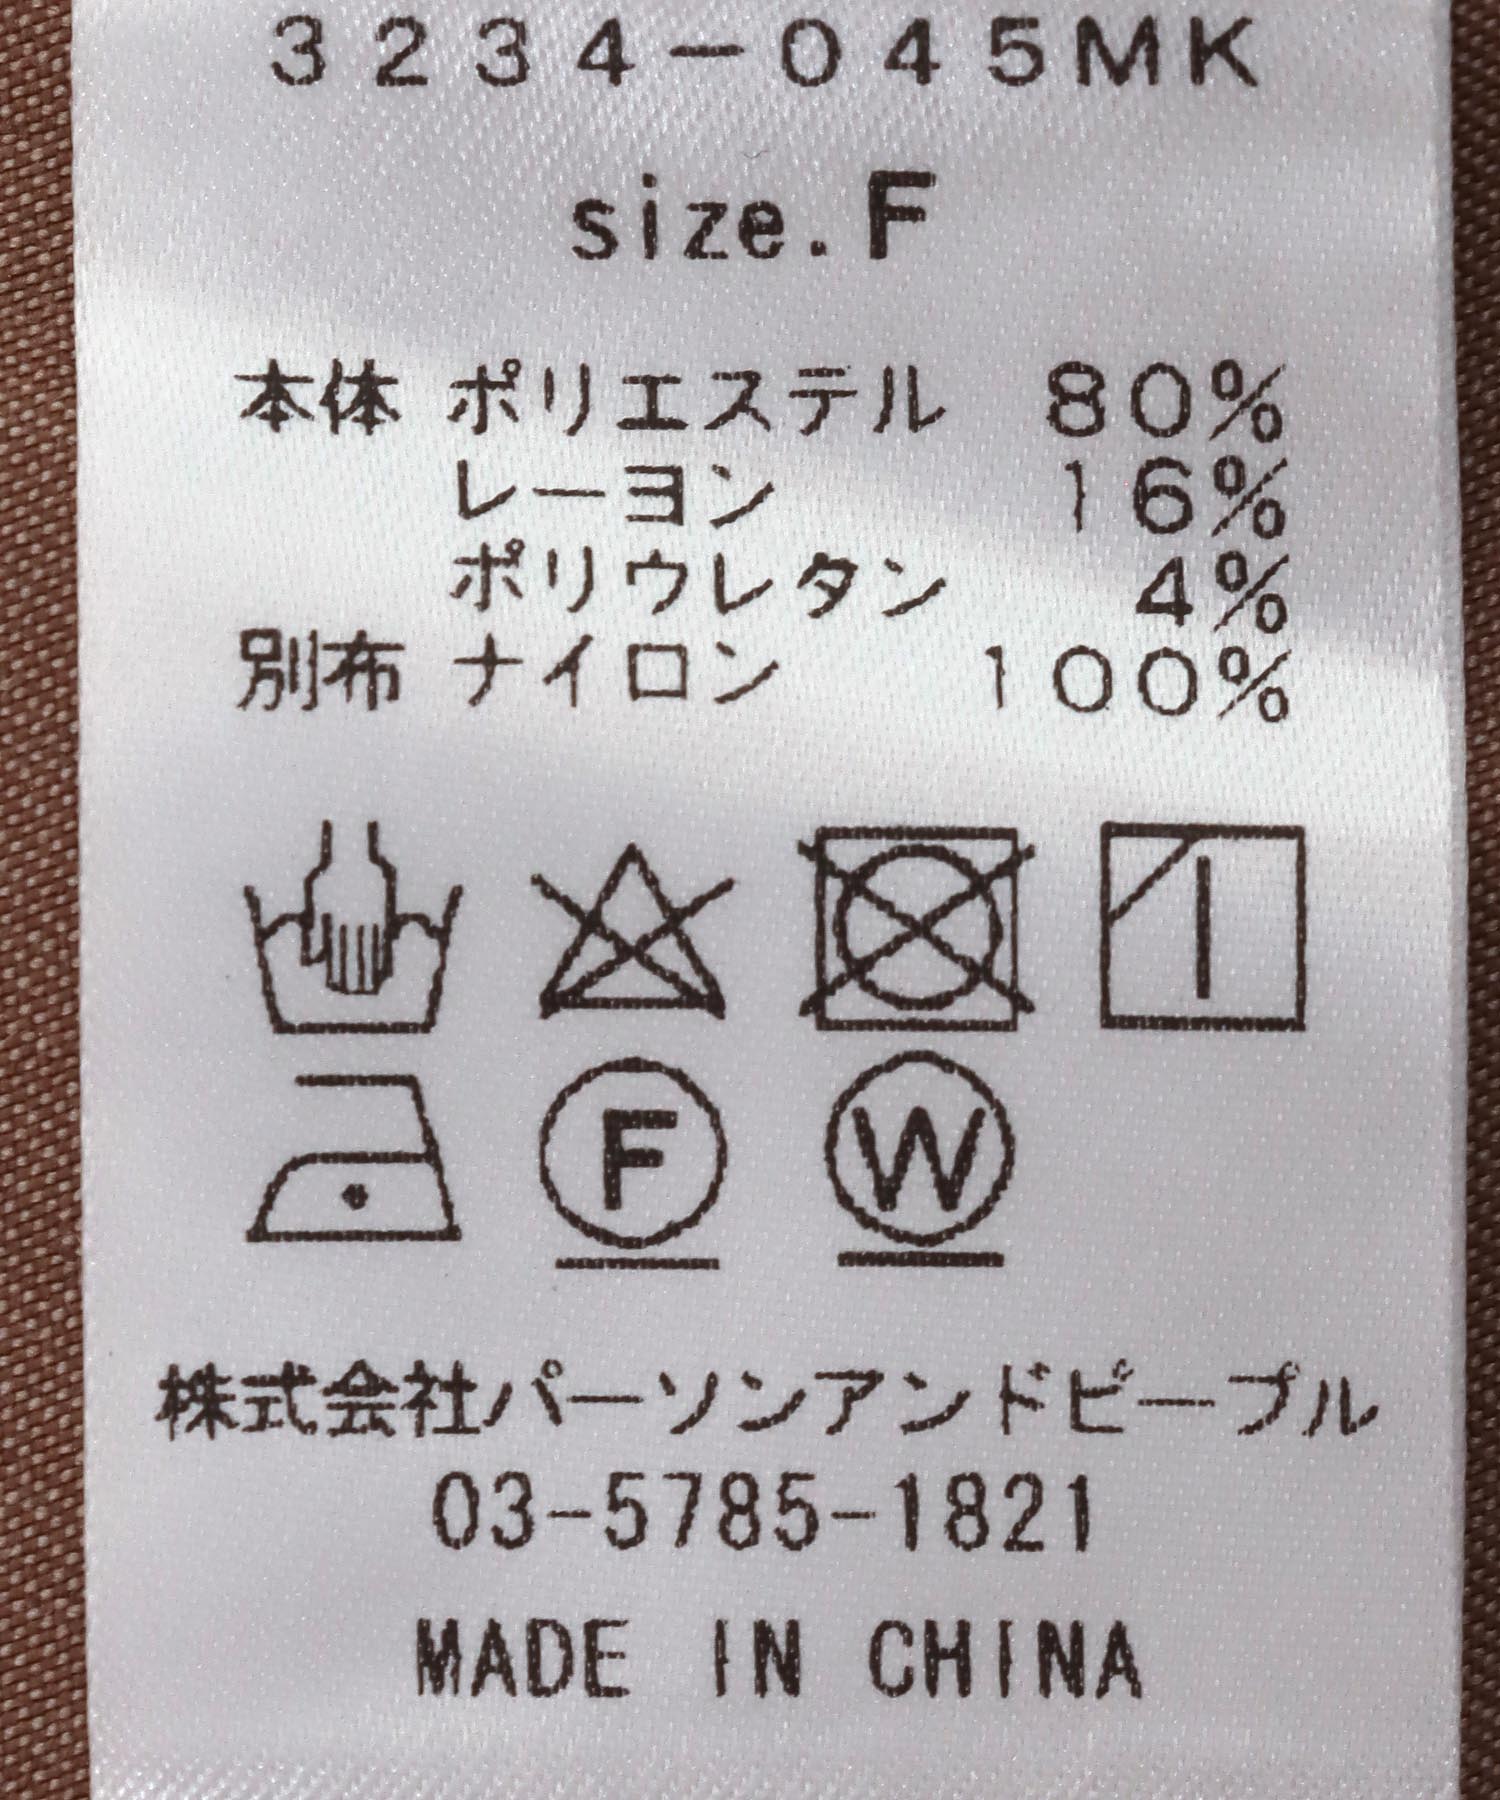 3234-045MK
size.F
本体 ポリエステル 80%
レーヨン 16%
ポリウレタン 4%
別布 ナイロン 100%
F W
株式会社パーソンアンドピープル
03-5785-1821
MADE IN CHINA